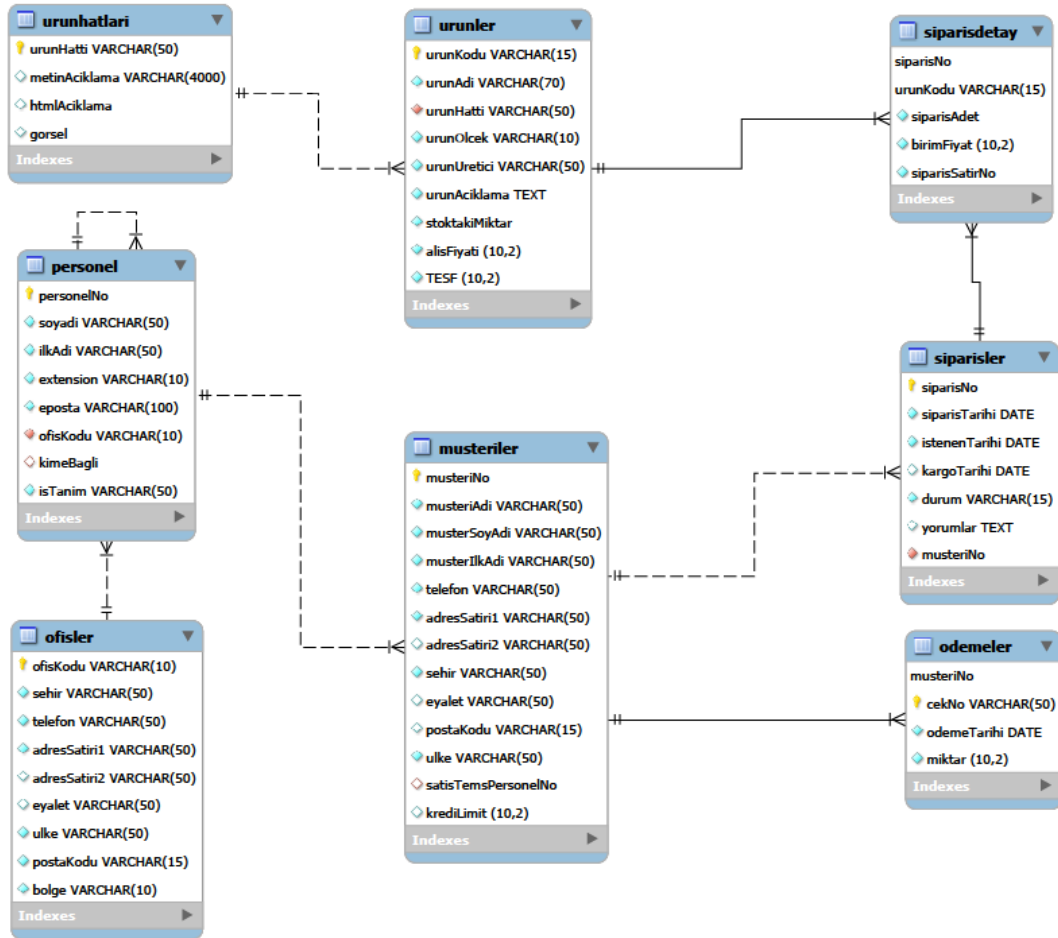 urunhatlari
urunHatti VARCHAR(50)
metinAciklama VARCHAR(4000)
htmlAciklama
gorsel
Indexes
urunler
urunKodu VARCHAR(15)
urunAdi VARCHAR(70)
urunHatti VARCHAR(50)
urunOlcek VARCHAR(10)
urunUretici VARCHAR(50)
urunAciklama TEXT
stoktakiMiktar
alisFiyati (10,2)
TESF (10,2)
Indexes
siparisdetay
siparisNo
urunKodu VARCHAR(15)
siparisAdet
birimFiyat (10,2)
siparisSatirNo
Indexes
personel
personelNo
soyadi VARCHAR(50)
ilkAdi VARCHAR(50)
extension VARCHAR(10)
eposta VARCHAR(100)
ofisKodu VARCHAR(10)
kimeBagli
isTanim VARCHAR(50)
Indexes
musteriler
musteriNo
musteriAdi VARCHAR(50)
musterSoyAdi VARCHAR(50)
musterIlkAdi VARCHAR(50)
telefon VARCHAR(50)
adresSatiri1 VARCHAR(50)
adresSatiri2 VARCHAR(50)
sehir VARCHAR(50)
eyalet VARCHAR(50)
postaKodu VARCHAR(15)
ulke VARCHAR(50)
satisTemsPersonelNo
krediLimit (10,2)
Indexes
siparisler
siparisNo
siparisTarihi DATE
istenenTarihi DATE
kargoTarihi DATE
durum VARCHAR(15)
yorumlar TEXT
musteriNo
Indexes
ofisler
ofisKodu VARCHAR(10)
sehir VARCHAR(50)
telefon VARCHAR(50)
adresSatiri1 VARCHAR(50)
adresSatiri2 VARCHAR(50)
eyalet VARCHAR(50)
ulke VARCHAR(50)
postaKodu VARCHAR(15)
bolge VARCHAR(10)
Indexes
odemeler
musteriNo
cekNo VARCHAR(50)
odemeTarihi DATE
miktar (10,2)
Indexes